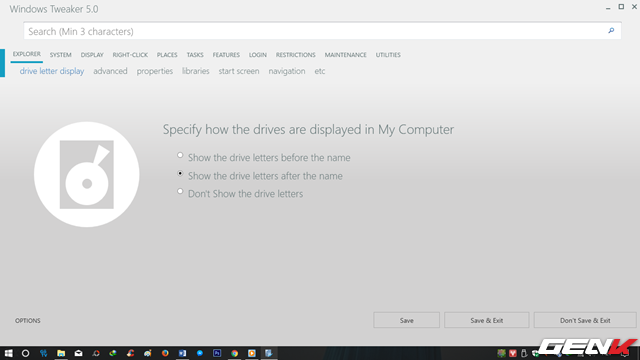 Windows Tweaker 5.0
Search (Min 3 characters)
EXPLORER SYSTEM DISPLAY RIGHT-CLICK PLACES TASKS FEATURES LOGIN RESTRICTIONS MAINTENANCE UTILITIES
drive letter display advanced properties libraries start screen navigation etc
Specify how the drives are displayed in My Computer
Show the drive letters before the name
Show the drive letters after the name
Don't Show the drive letters
OPTIONS Save Save & Exit Don't Save & Exit
GENK